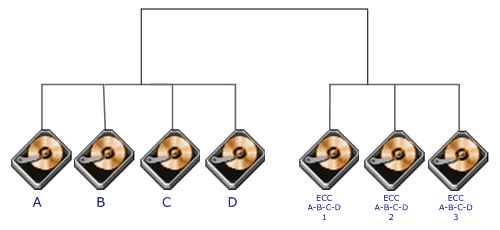 A B C D
ECC ECC ECC
A-B-C-D A-B-C-D A-B-C-D
1 2 3